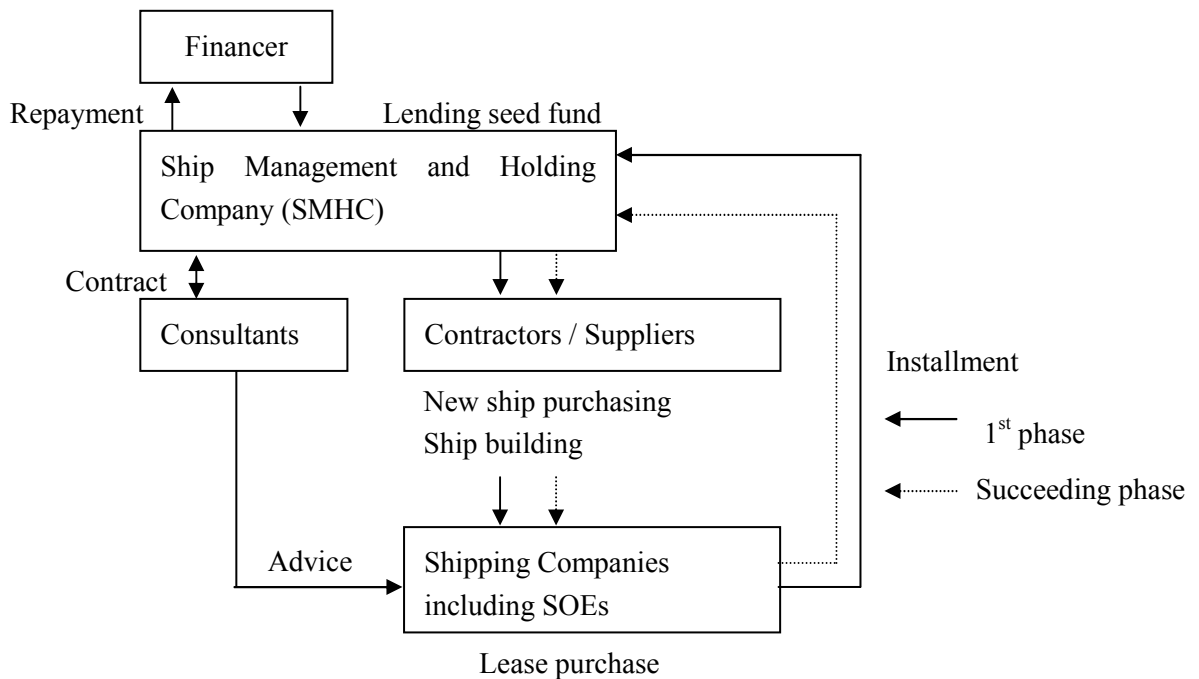 Financer
Repayment
Lending seed fund
Ship Management and Holding
Company (SMHC)
Contract
Consultants
Contractors / Suppliers
Installment
New ship purchasing
Ship building
1st phase
Succeeding phase
Advice
Shipping Companies
including SOEs
Lease purchase